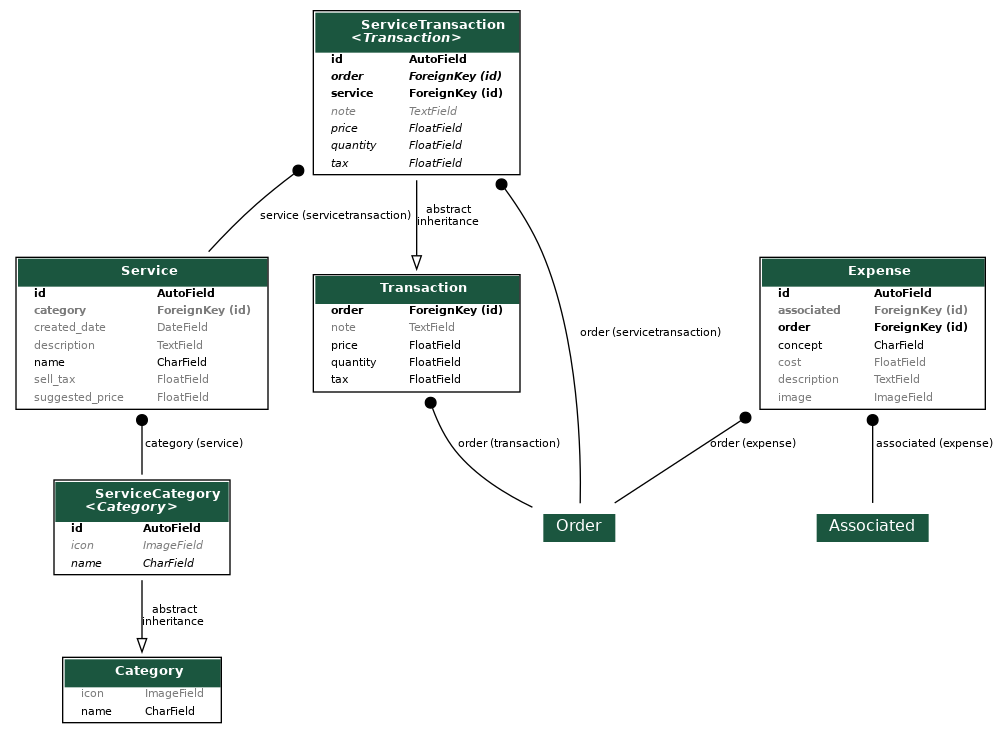 ServiceTransaction
<Transaction>
id AutoField
order ForeignKey (id)
service ForeignKey (id)
note TextField
price FloatField
quantity FloatField
tax FloatField
service (servicetransaction)
abstract
inheritance
order (servicetransaction)
Service
id AutoField
category ForeignKey (id)
created_date DateField
description TextField
name CharField
sell_tax FloatField
suggested_price FloatField
Transaction
order ForeignKey (id)
note TextField
price FloatField
quantity FloatField
tax FloatField
Expense
id AutoField
associated ForeignKey (id)
order ForeignKey (id)
concept CharField
cost FloatField
description TextField
image ImageField
category (service)
order (transaction)
order (expense)
associated (expense)
ServiceCategory
<Category>
id AutoField
icon ImageField
name CharField
Order
Associated
abstract
inheritance
Category
icon ImageField
name CharField